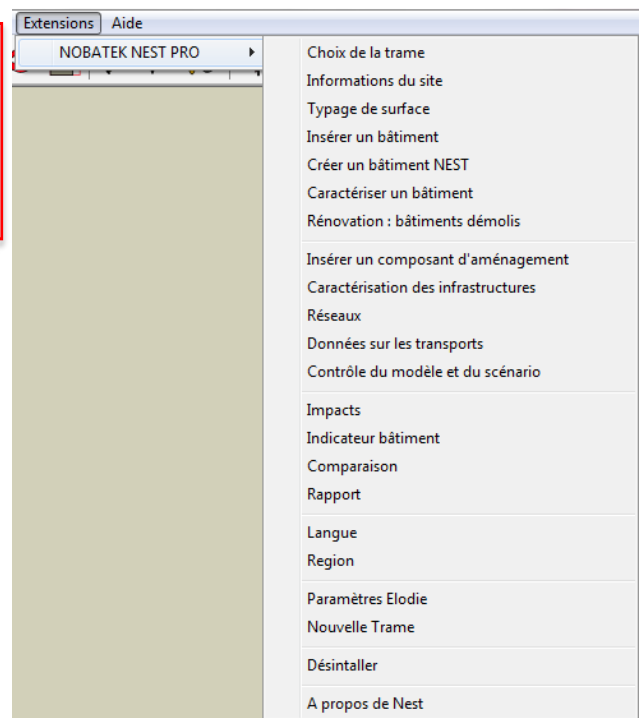 Extensions Aide
NOBATEK NEST PRO
Choix de la trame
Informations du site
Typage de surface
Insérer un bâtiment
Créer un bâtiment NEST
Caractériser un bâtiment
Rénovation : bâtiments démolis
Insérer un composant d'aménagement
Caractérisation des infrastructures
Réseaux
Données sur les transports
Contrôle du modèle et du scénario
Impacts
Indicateur bâtiment
Comparaison
Rapport
Langue
Region
Paramètres Elodie
Nouvelle Trame
Désintaller
A propos de Nest